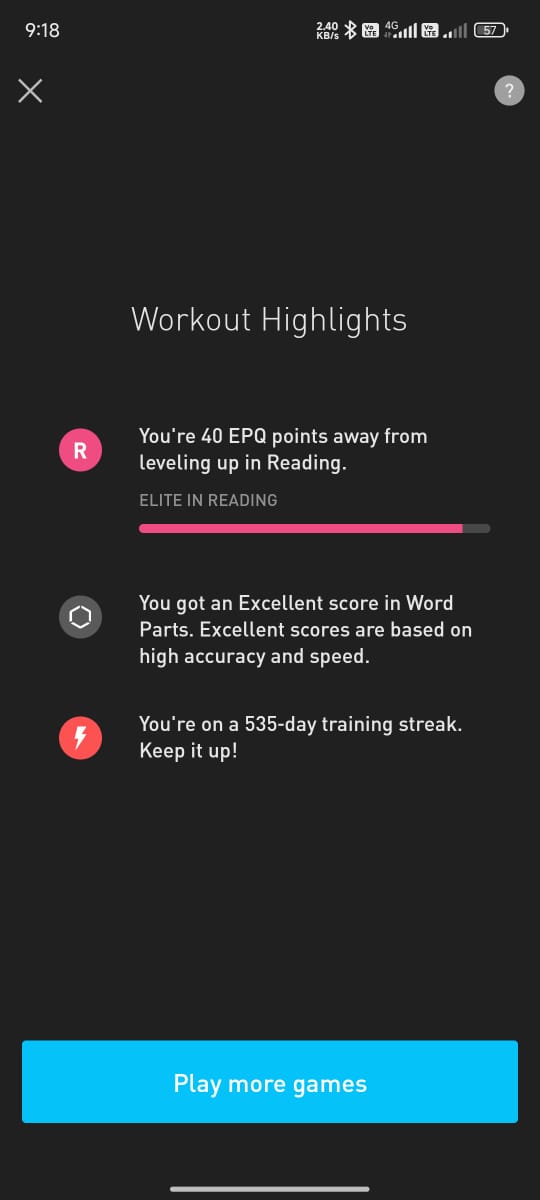 9:18
2.40
KB/s
Vo
LTE
4G
Vo
LTE
57
?
Workout Highlights
R
You're 40 EPQ points away from
leveling up in Reading.
ELITE IN READING
You got an Excellent score in Word
Parts. Excellent scores are based on
high accuracy and speed.
You're on a 535-day training streak.
Keep it up!
Play more games